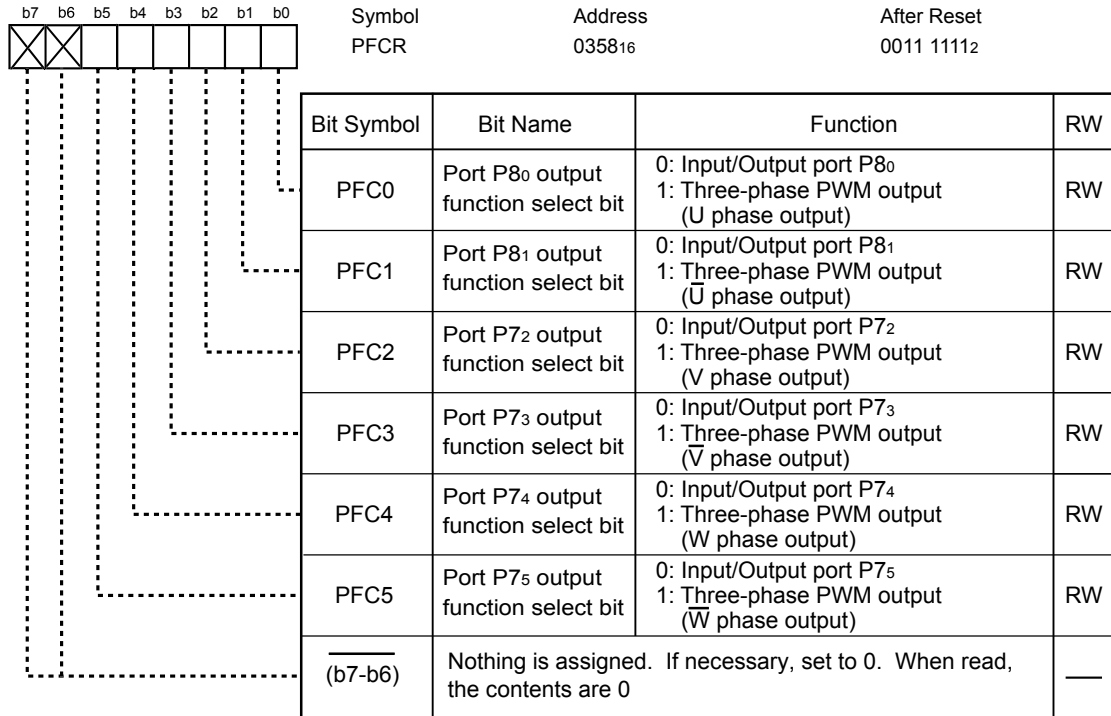 b7 b6 b5 b4 b3 b2 b1 b0
Symbol Address After Reset
PFCR 035816 0011 11112
Bit Symbol Bit Name Function RW
PFC0
Port P80 output
function select bit
0: Input/Output port P80
1: Three-phase PWM output
(U phase output)
RW
PFC1
Port P81 output
function select bit
0: Input/Output port P81
1: Three-phase PWM output
(U̅ phase output)
RW
PFC2
Port P72 output
function select bit
0: Input/Output port P72
1: Three-phase PWM output
(V phase output)
RW
PFC3
Port P73 output
function select bit
0: Input/Output port P73
1: Three-phase PWM output
(V̅ phase output)
RW
PFC4
Port P74 output
function select bit
0: Input/Output port P74
1: Three-phase PWM output
(W phase output)
RW
PFC5
Port P75 output
function select bit
0: Input/Output port P75
1: Three-phase PWM output
(W̅ phase output)
RW
(b7-b6)
Nothing is assigned. If necessary, set to 0. When read,
the contents are 0
—